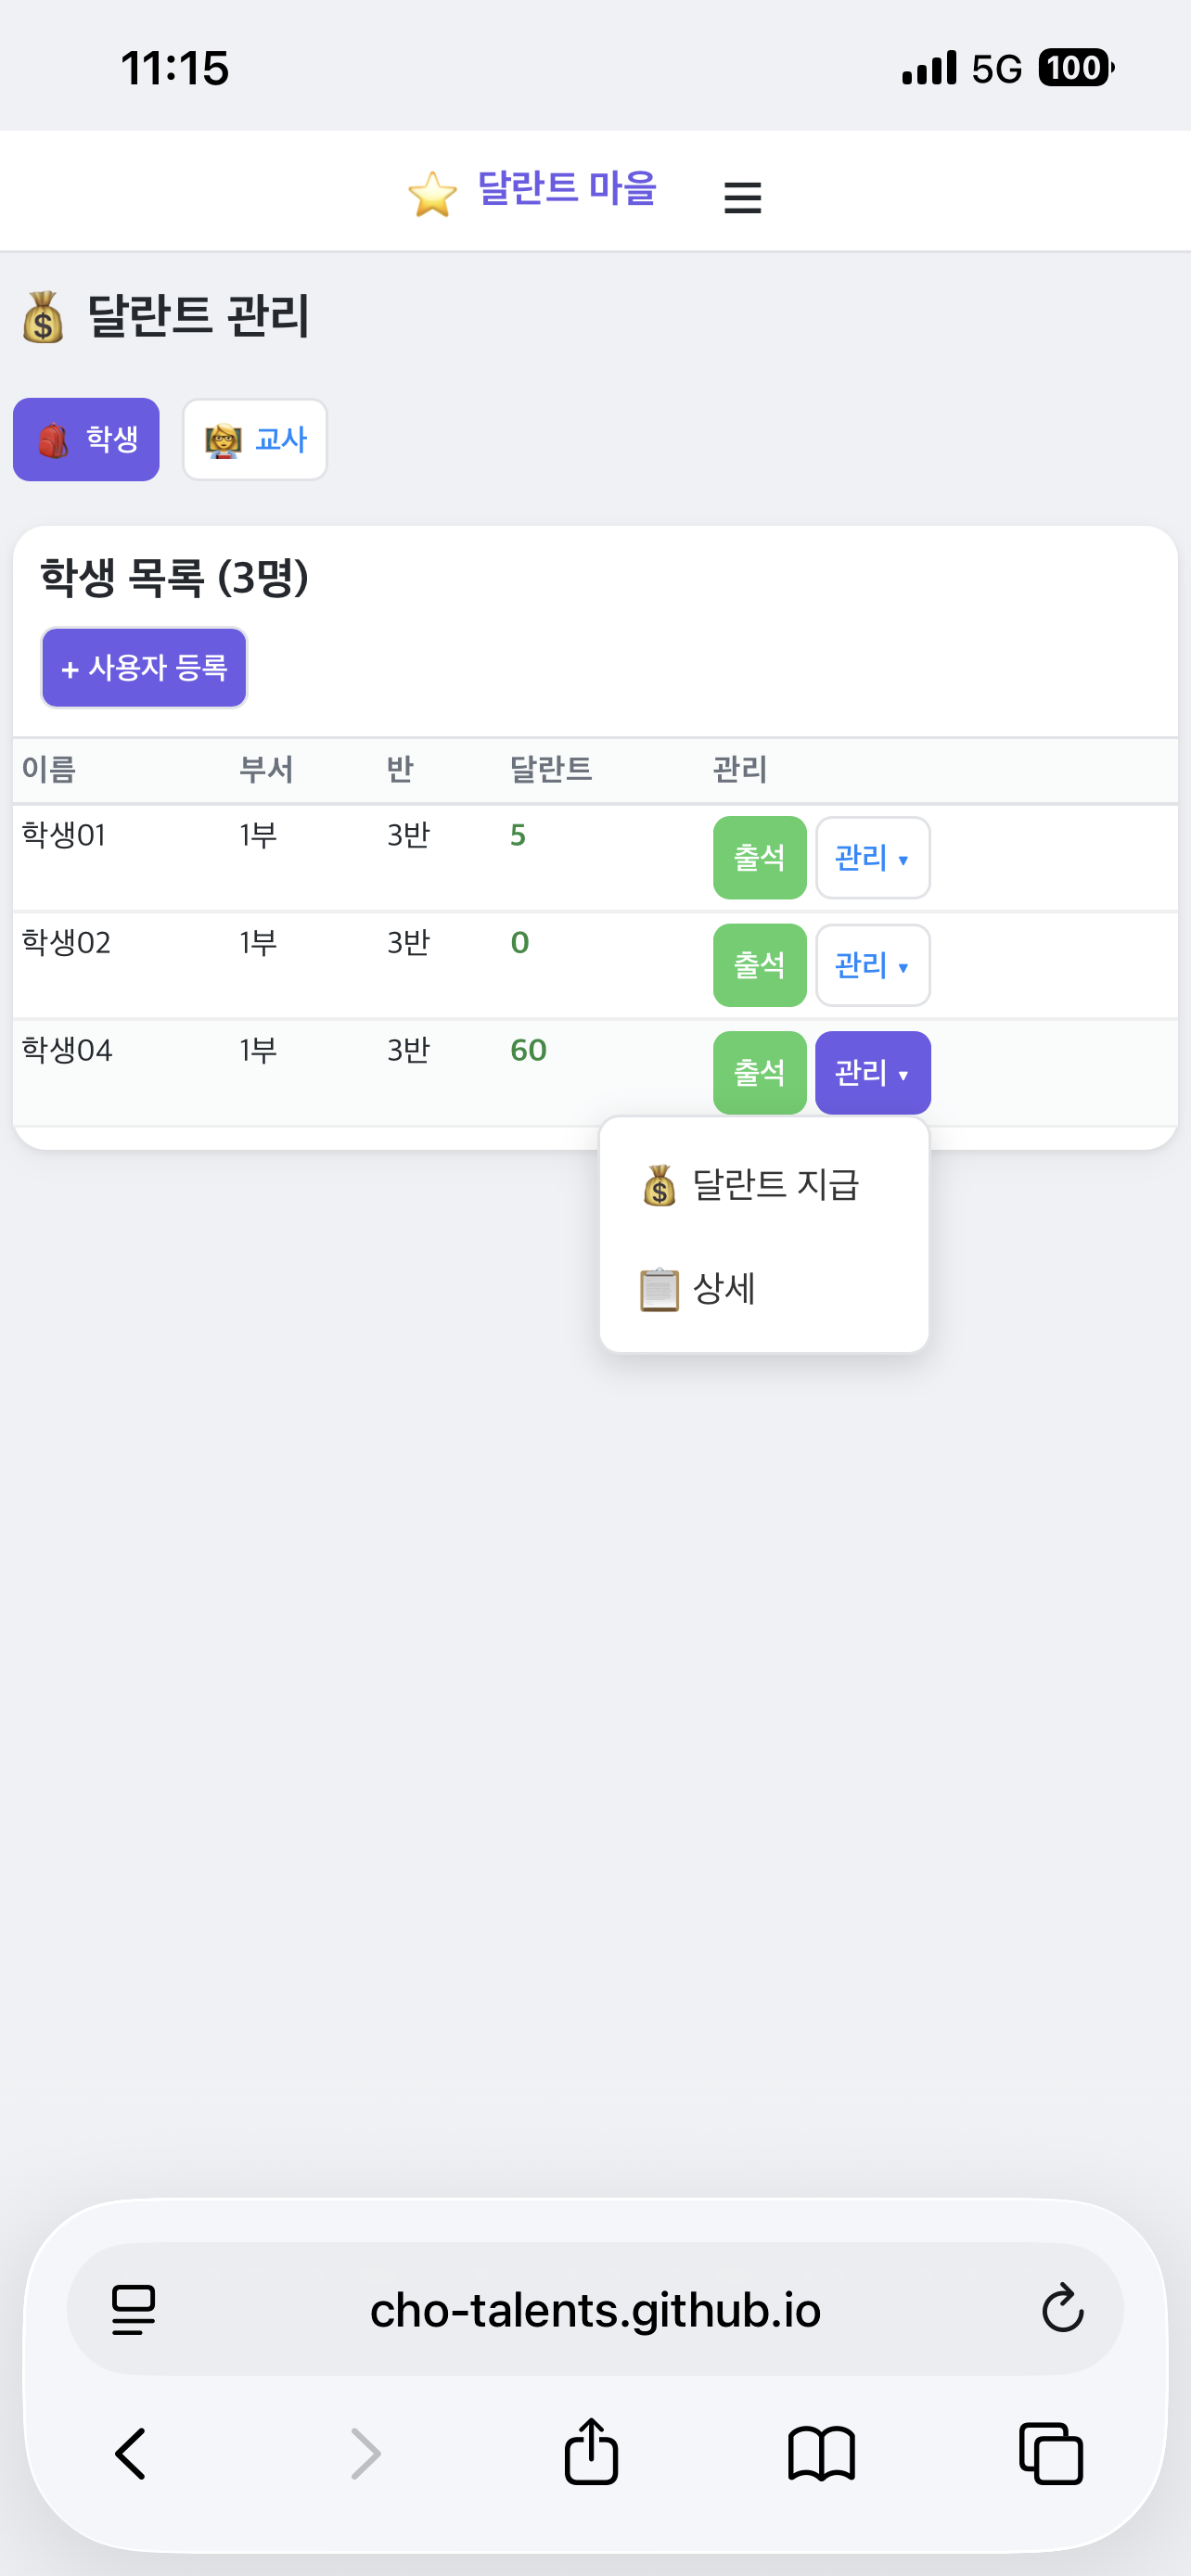 11:15 5G 100
달란트 마을
달란트 관리
학생 교사
학생 목록 (3명)
+ 사용자 등록
이름 부서 반 달란트 관리
학생01 1부 3반 5 출석 관리 ▼
학생02 1부 3반 0 출석 관리 ▼
학생04 1부 3반 60 출석 관리 ▼
달란트 지급
상세
cho-talents.github.io